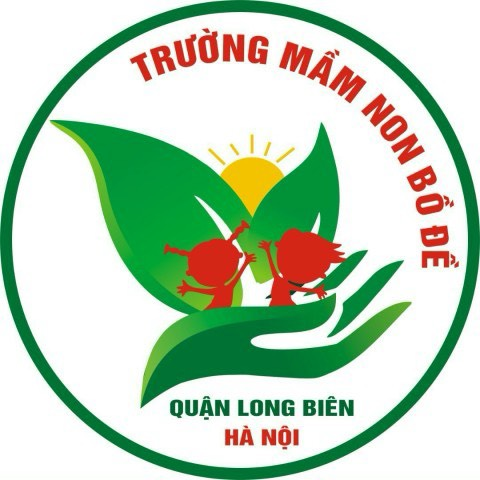 TRƯỜNG MẦM NON BỒ ĐỀ
QUẬN LONG BIÊN
HÀ NỘI